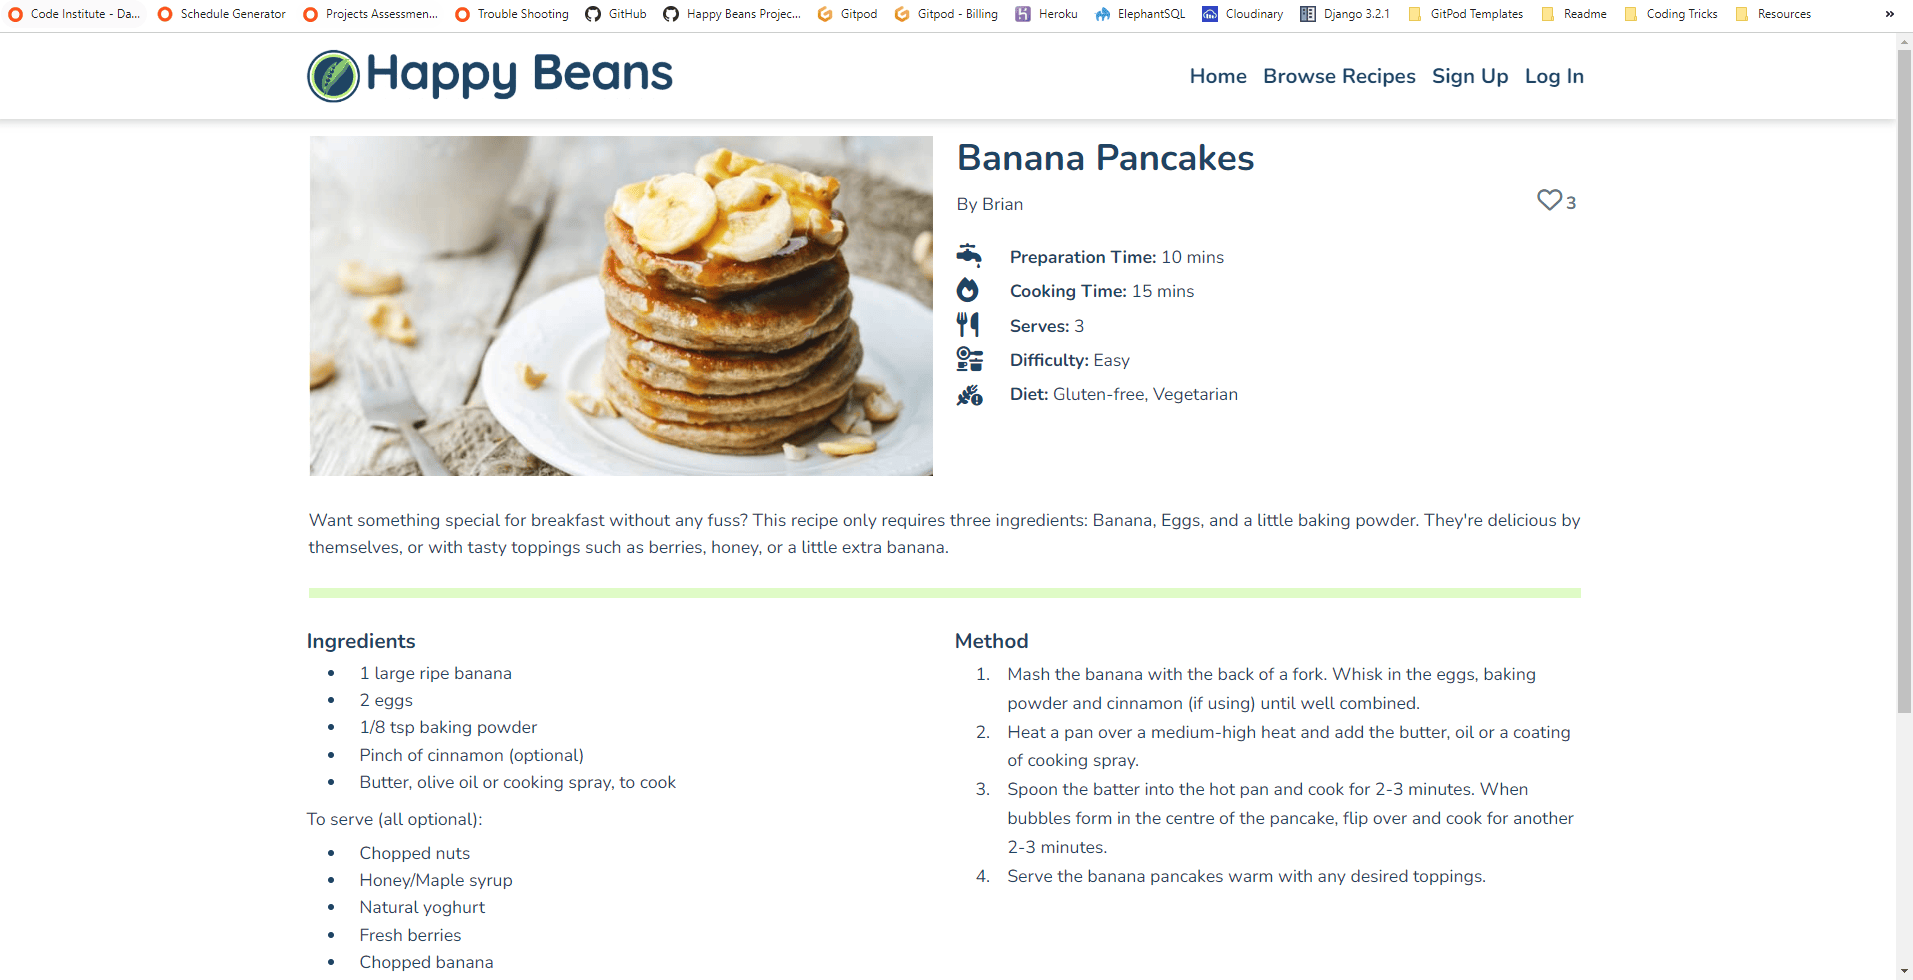 Code Institute - Da... Schedule Generator Projects Assessmen... Trouble Shooting GitHub Happy Beans Projec... Gitpod Gitpod - Billing Heroku ElephantSQL Cloudinary Django 3.2.1 GitPod Templates Readme Coding Tricks Resources »
Happy Beans
Home Browse Recipes Sign Up Log In
Banana Pancakes
By Brian
3
Preparation Time: 10 mins
Cooking Time: 15 mins
Serves: 3
Difficulty: Easy
Diet: Gluten-free, Vegetarian
Want something special for breakfast without any fuss? This recipe only requires three ingredients: Banana, Eggs, and a little baking powder. They're delicious by
themselves, or with tasty toppings such as berries, honey, or a little extra banana.
Ingredients
• 1 large ripe banana
• 2 eggs
• 1/8 tsp baking powder
• Pinch of cinnamon (optional)
• Butter, olive oil or cooking spray, to cook
To serve (all optional):
• Chopped nuts
• Honey/Maple syrup
• Natural yoghurt
• Fresh berries
• Chopped banana
Method
1. Mash the banana with the back of a fork. Whisk in the eggs, baking
powder and cinnamon (if using) until well combined.
2. Heat a pan over a medium-high heat and add the butter, oil or a coating
of cooking spray.
3. Spoon the batter into the hot pan and cook for 2-3 minutes. When
bubbles form in the centre of the pancake, flip over and cook for another
2-3 minutes.
4. Serve the banana pancakes warm with any desired toppings.